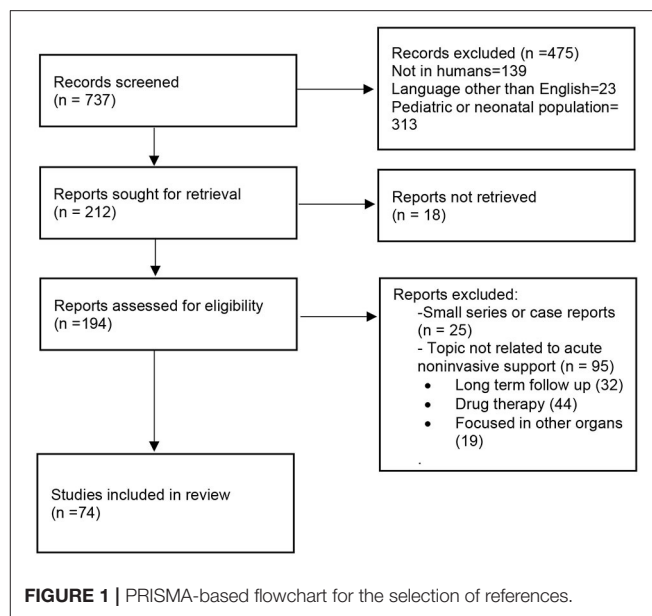 Records screened
(n = 737)
Records excluded (n =475)
Not in humans=139
Language other than English=23
Pediatric or neonatal population=
313
Reports sought for retrieval
(n = 212)
Reports not retrieved
(n = 18)
Reports assessed for eligibility
(n =194)
Reports excluded:
-Small series or case reports
(n = 25)
- Topic not related to acute
noninvasive support (n = 95)
• Long term follow up (32)
• Drug therapy (44)
• Focused in other organs
(19)
.
Studies included in review
(n =74)
FIGURE 1 | PRISMA-based flowchart for the selection of references.